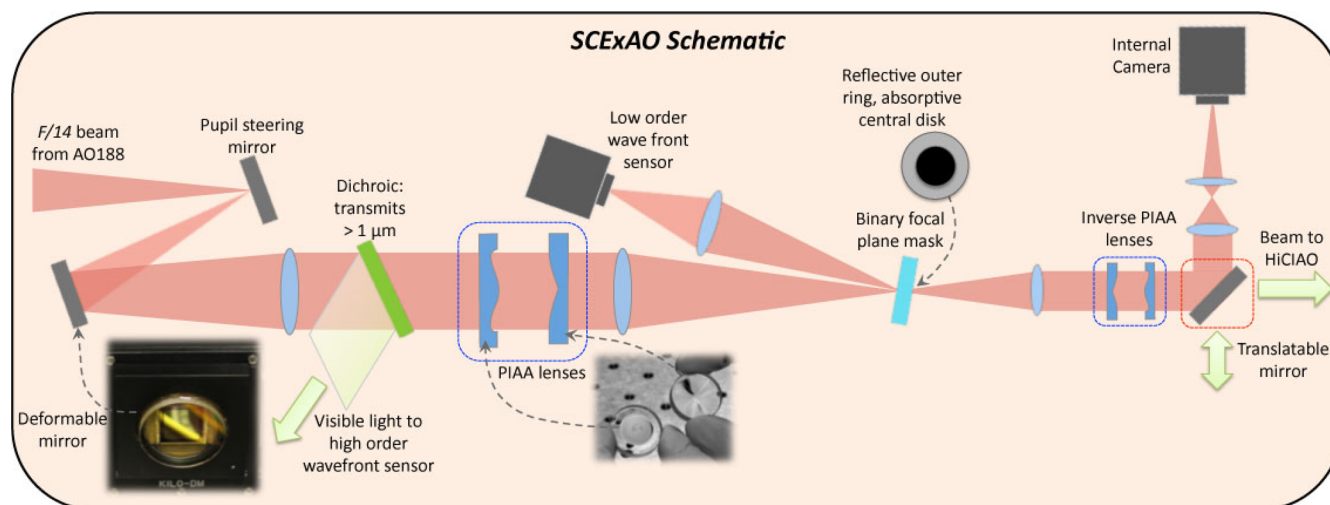 SCExAO Schematic
F/14 beam
from AO188
Pupil steering
mirror
Dichroic:
transmits
> 1 μm
Low order
wave front
sensor
Reflective outer
ring, absorptive
central disk
Internal
Camera
Binary focal
plane mask
Inverse PIAA
lenses
Beam to
HiCIAO
Translatable
mirror
PIAA lenses
Deformable
mirror
Visible light to
high order
wavefront sensor
KILO-DM